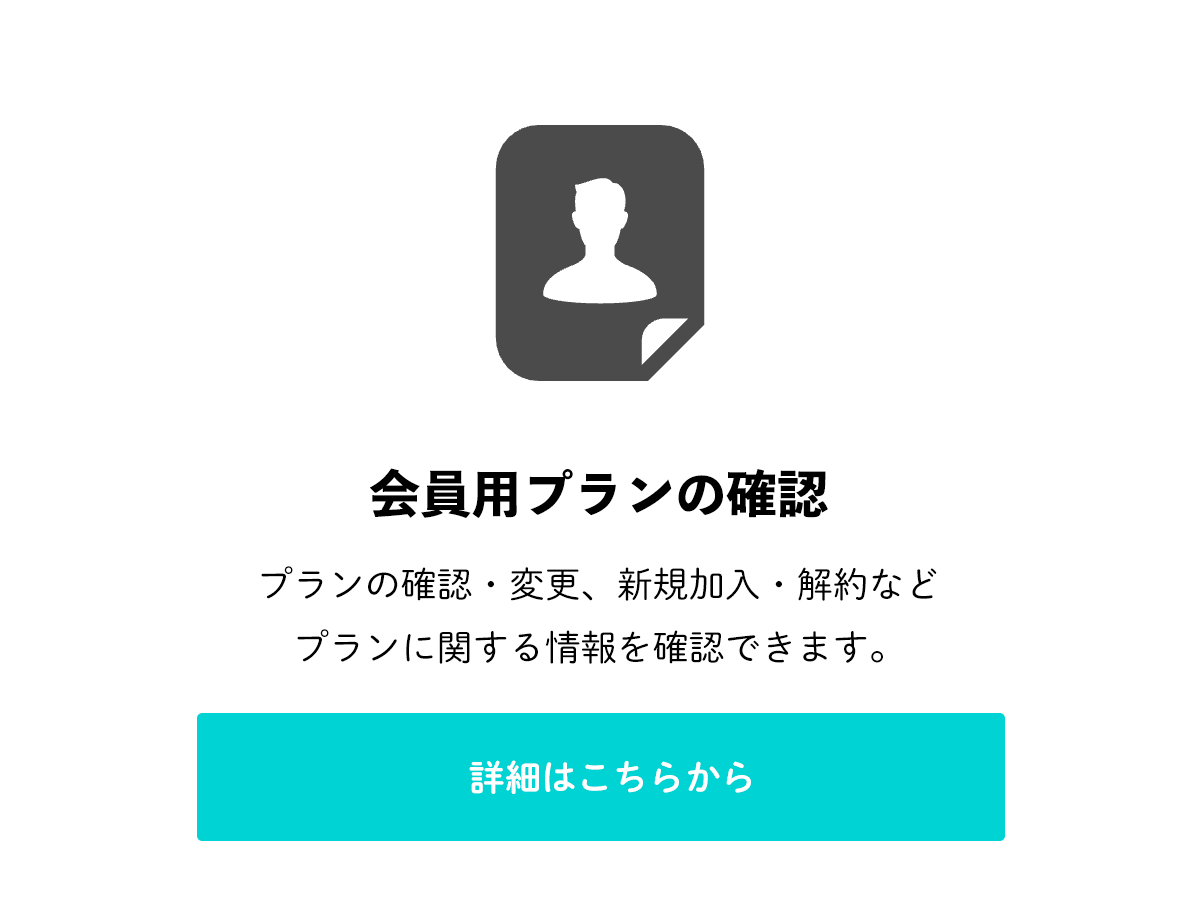 会員用プランの確認
プランの確認・変更、新規加入・解約など
プランに関する情報を確認できます。
詳細はこちらから